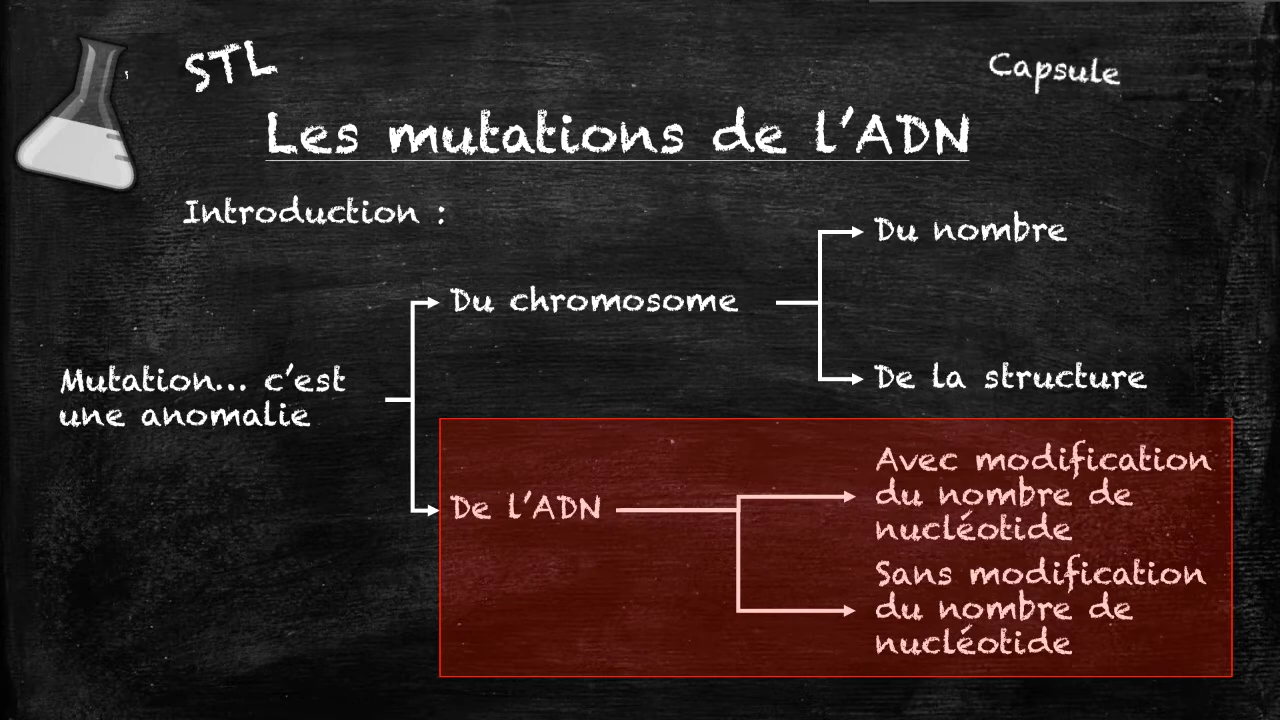 STL
Capsule
Les mutations de l'ADN
Introduction :
Du nombre
Du chromosome
De la structure
Mutation... c'est
une anomalie
De l'ADN
Avec modification
du nombre de
nucléotide
Sans modification
du nombre de
nucléotide